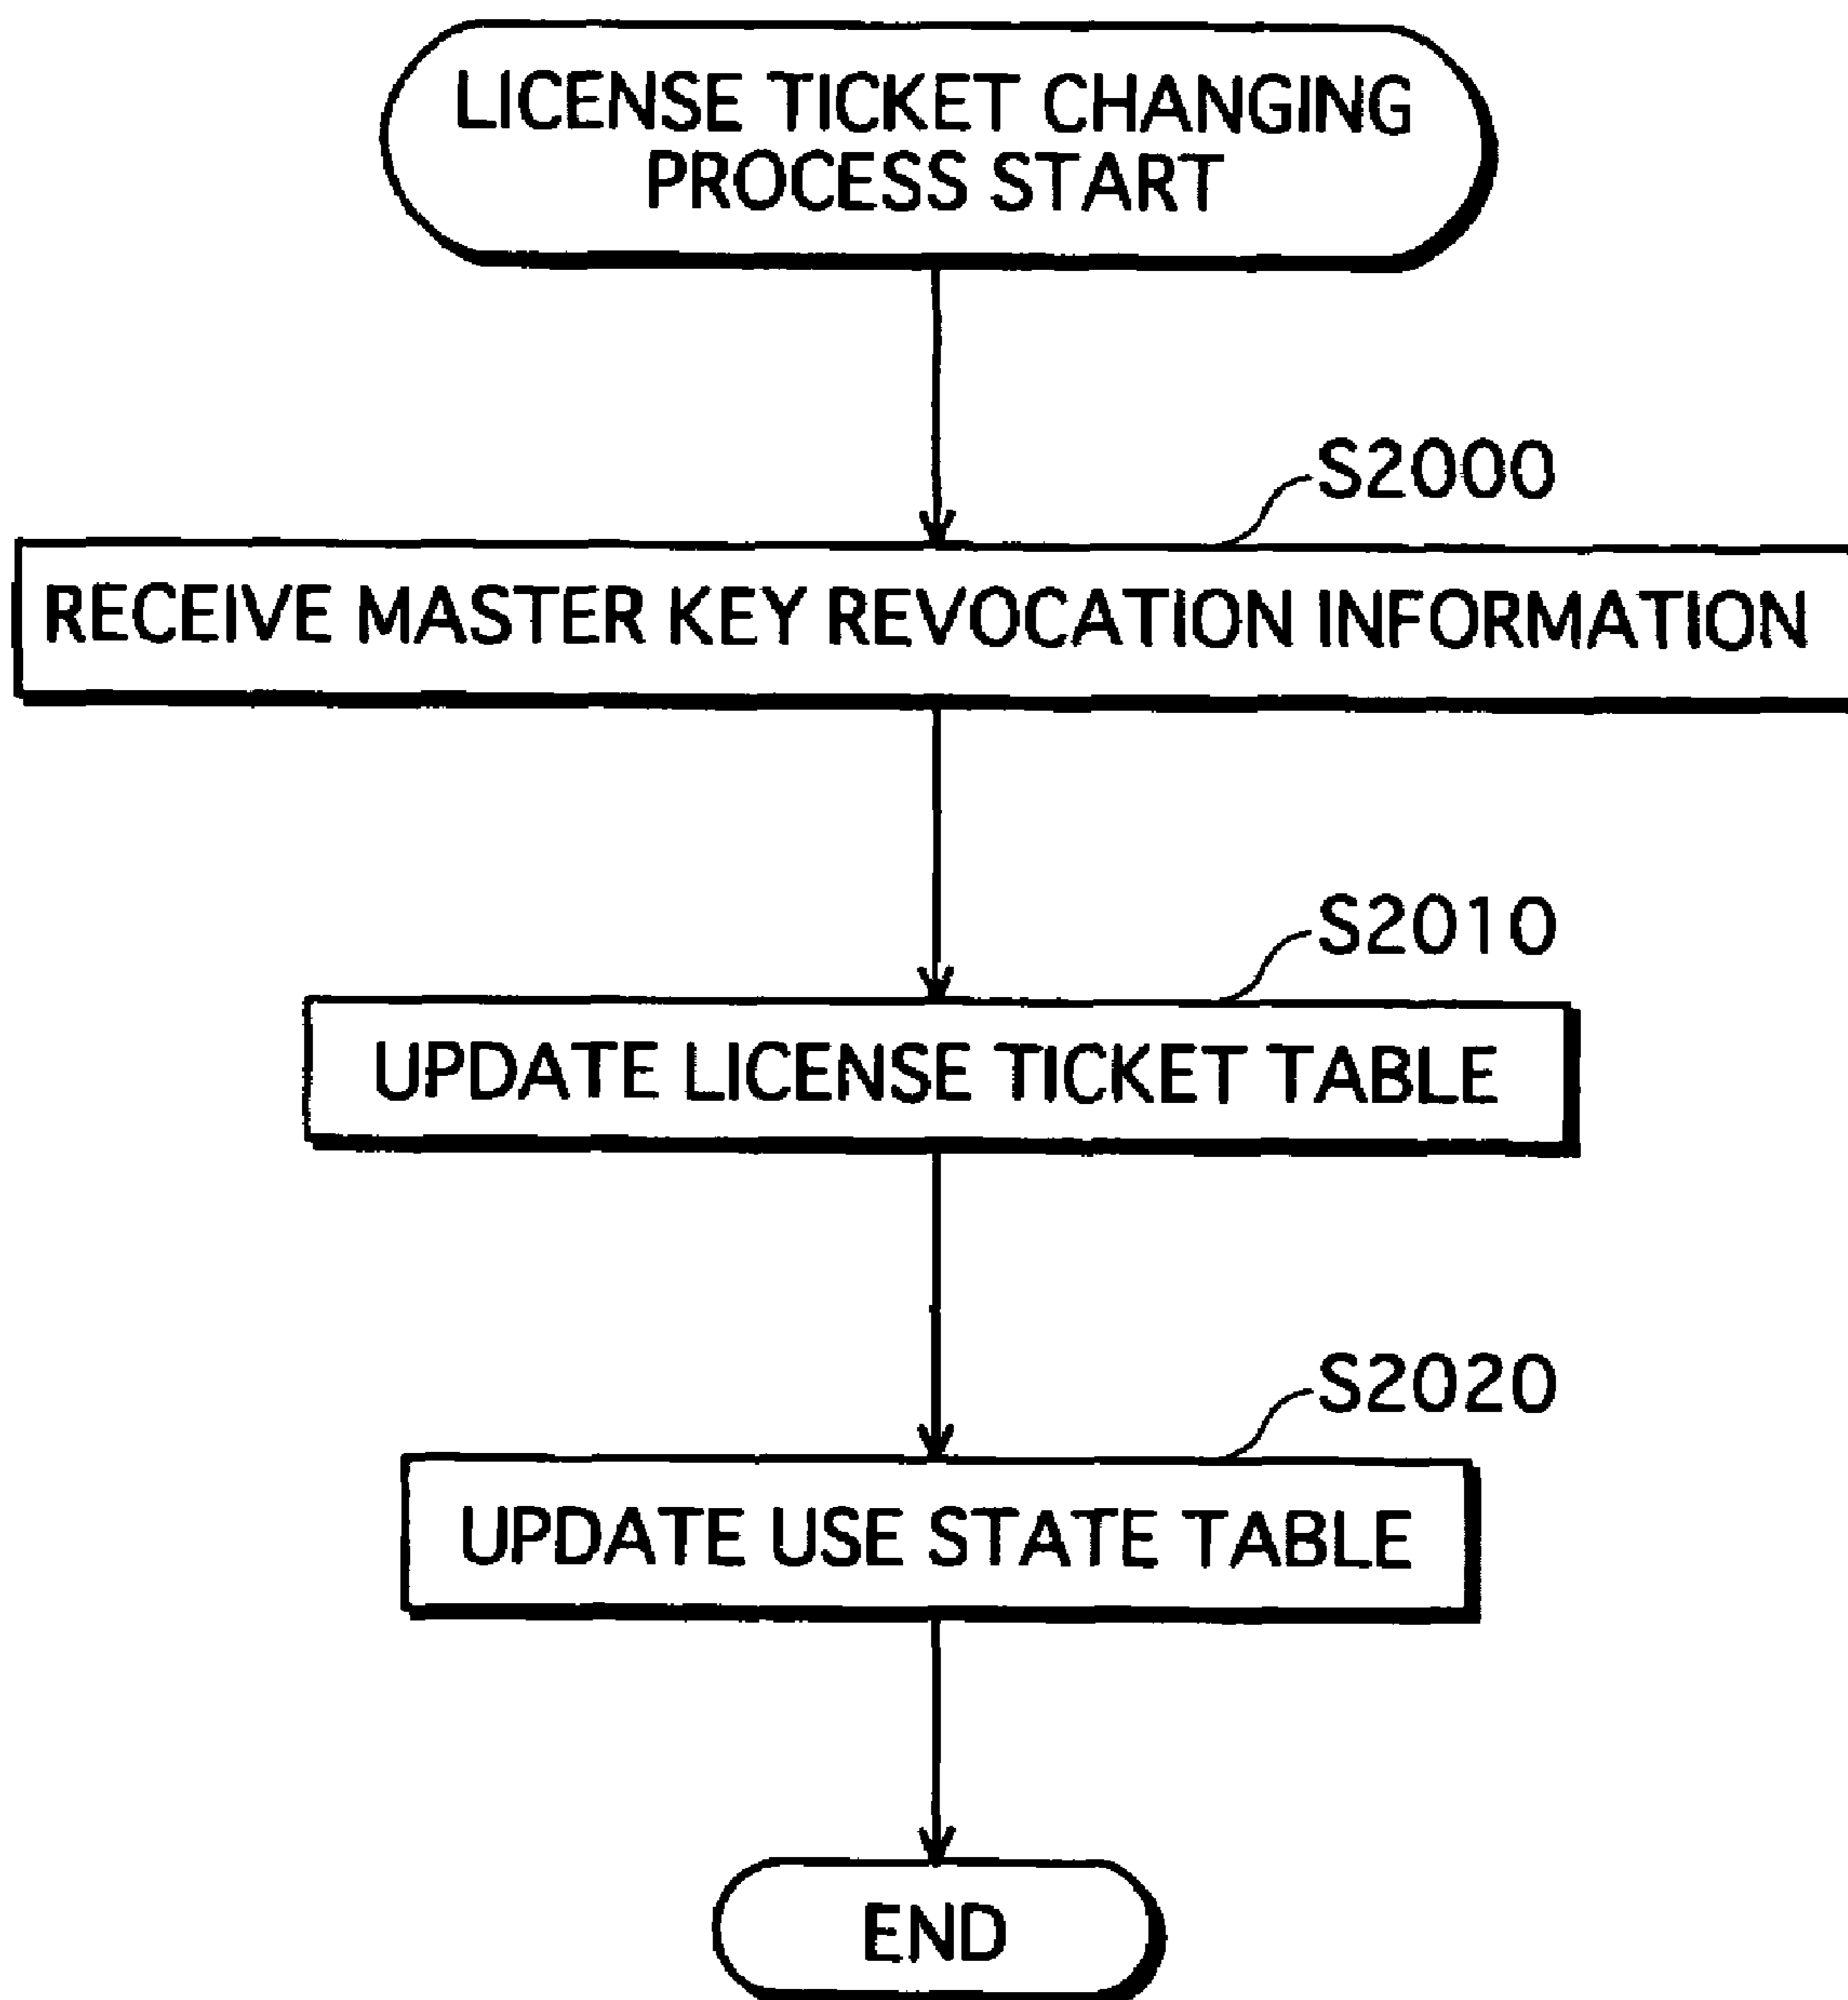 LICENSE TICKET CHANGING
PROCESS START
S2000
RECEIVE MASTER KEY REVOCATION INFORMATION
S2010
UPDATE LICENSE TICKET TABLE
S2020
UPDATE USE STATE TABLE
END